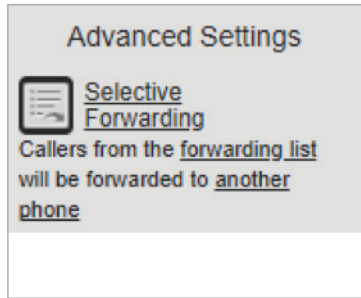 Advanced Settings
Selective
Forwarding
Callers from the forwarding list
will be forwarded to another
phone